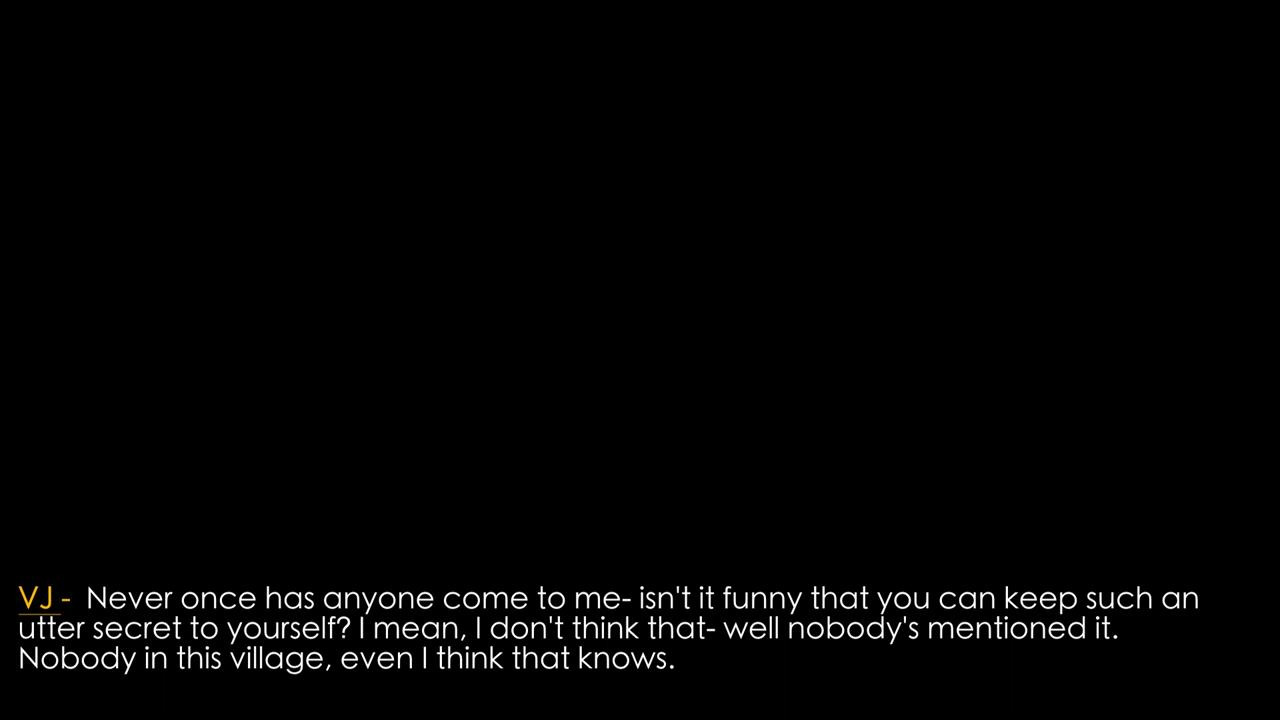 VJ - Never once has anyone come to me- isn't it funny that you can keep such an
utter secret to yourself? I mean, I don't think that- well nobody's mentioned it.
Nobody in this village, even I think that knows.